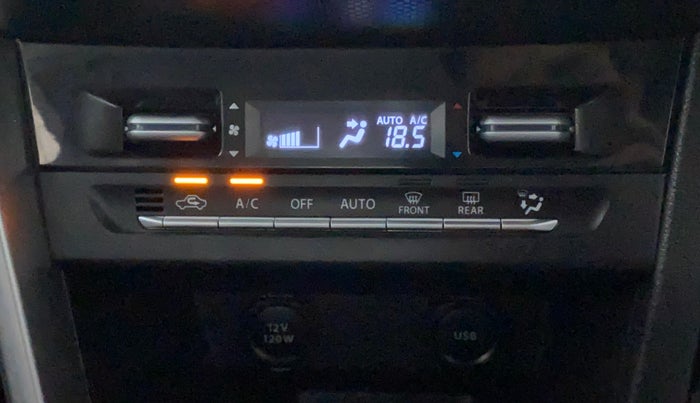 AUTO A/C
18.5
A/C OFF AUTO FRONT REAR
12V USB
120W